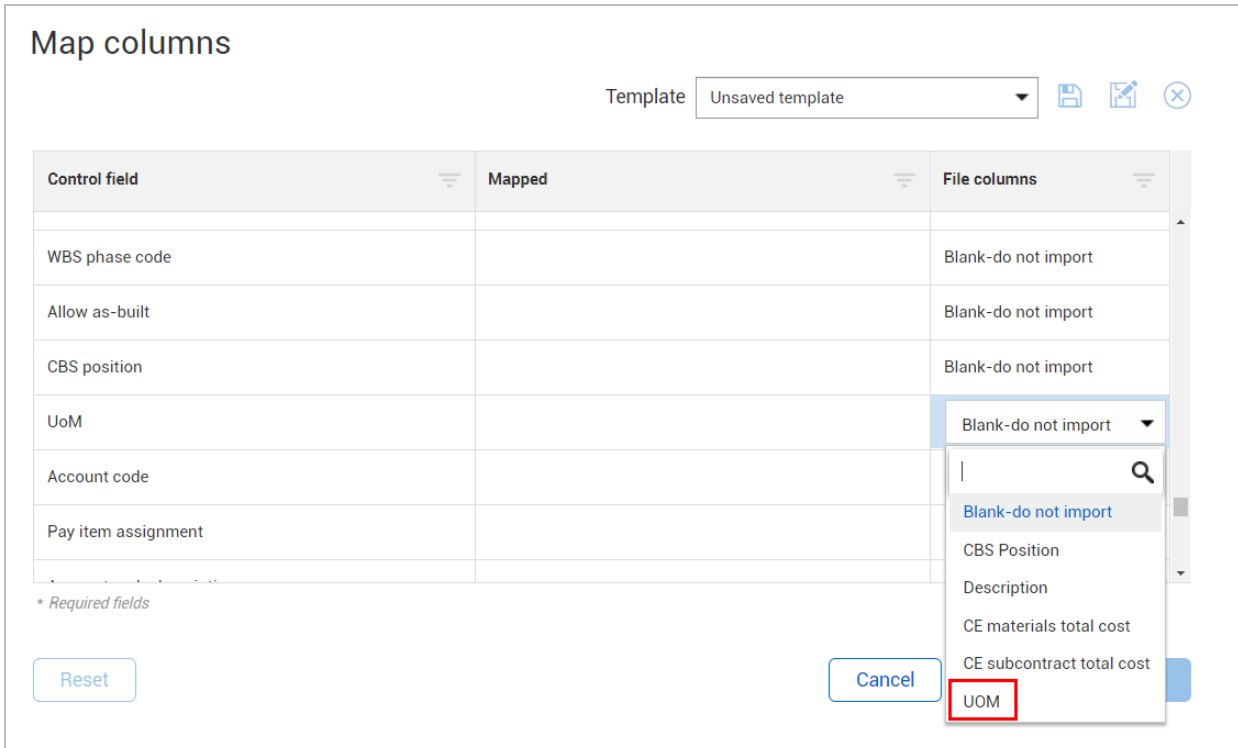 Map columns
Template Unsaved template
Control field Mapped File columns
WBS phase code Blank-do not import
Allow as-built Blank-do not import
CBS position Blank-do not import
UoM Blank-do not import
Account code
Blank-do not import
Pay item assignment
CBS Position
Description
* Required fields
CE materials total cost
CE subcontract total cost
Reset Cancel
UOM